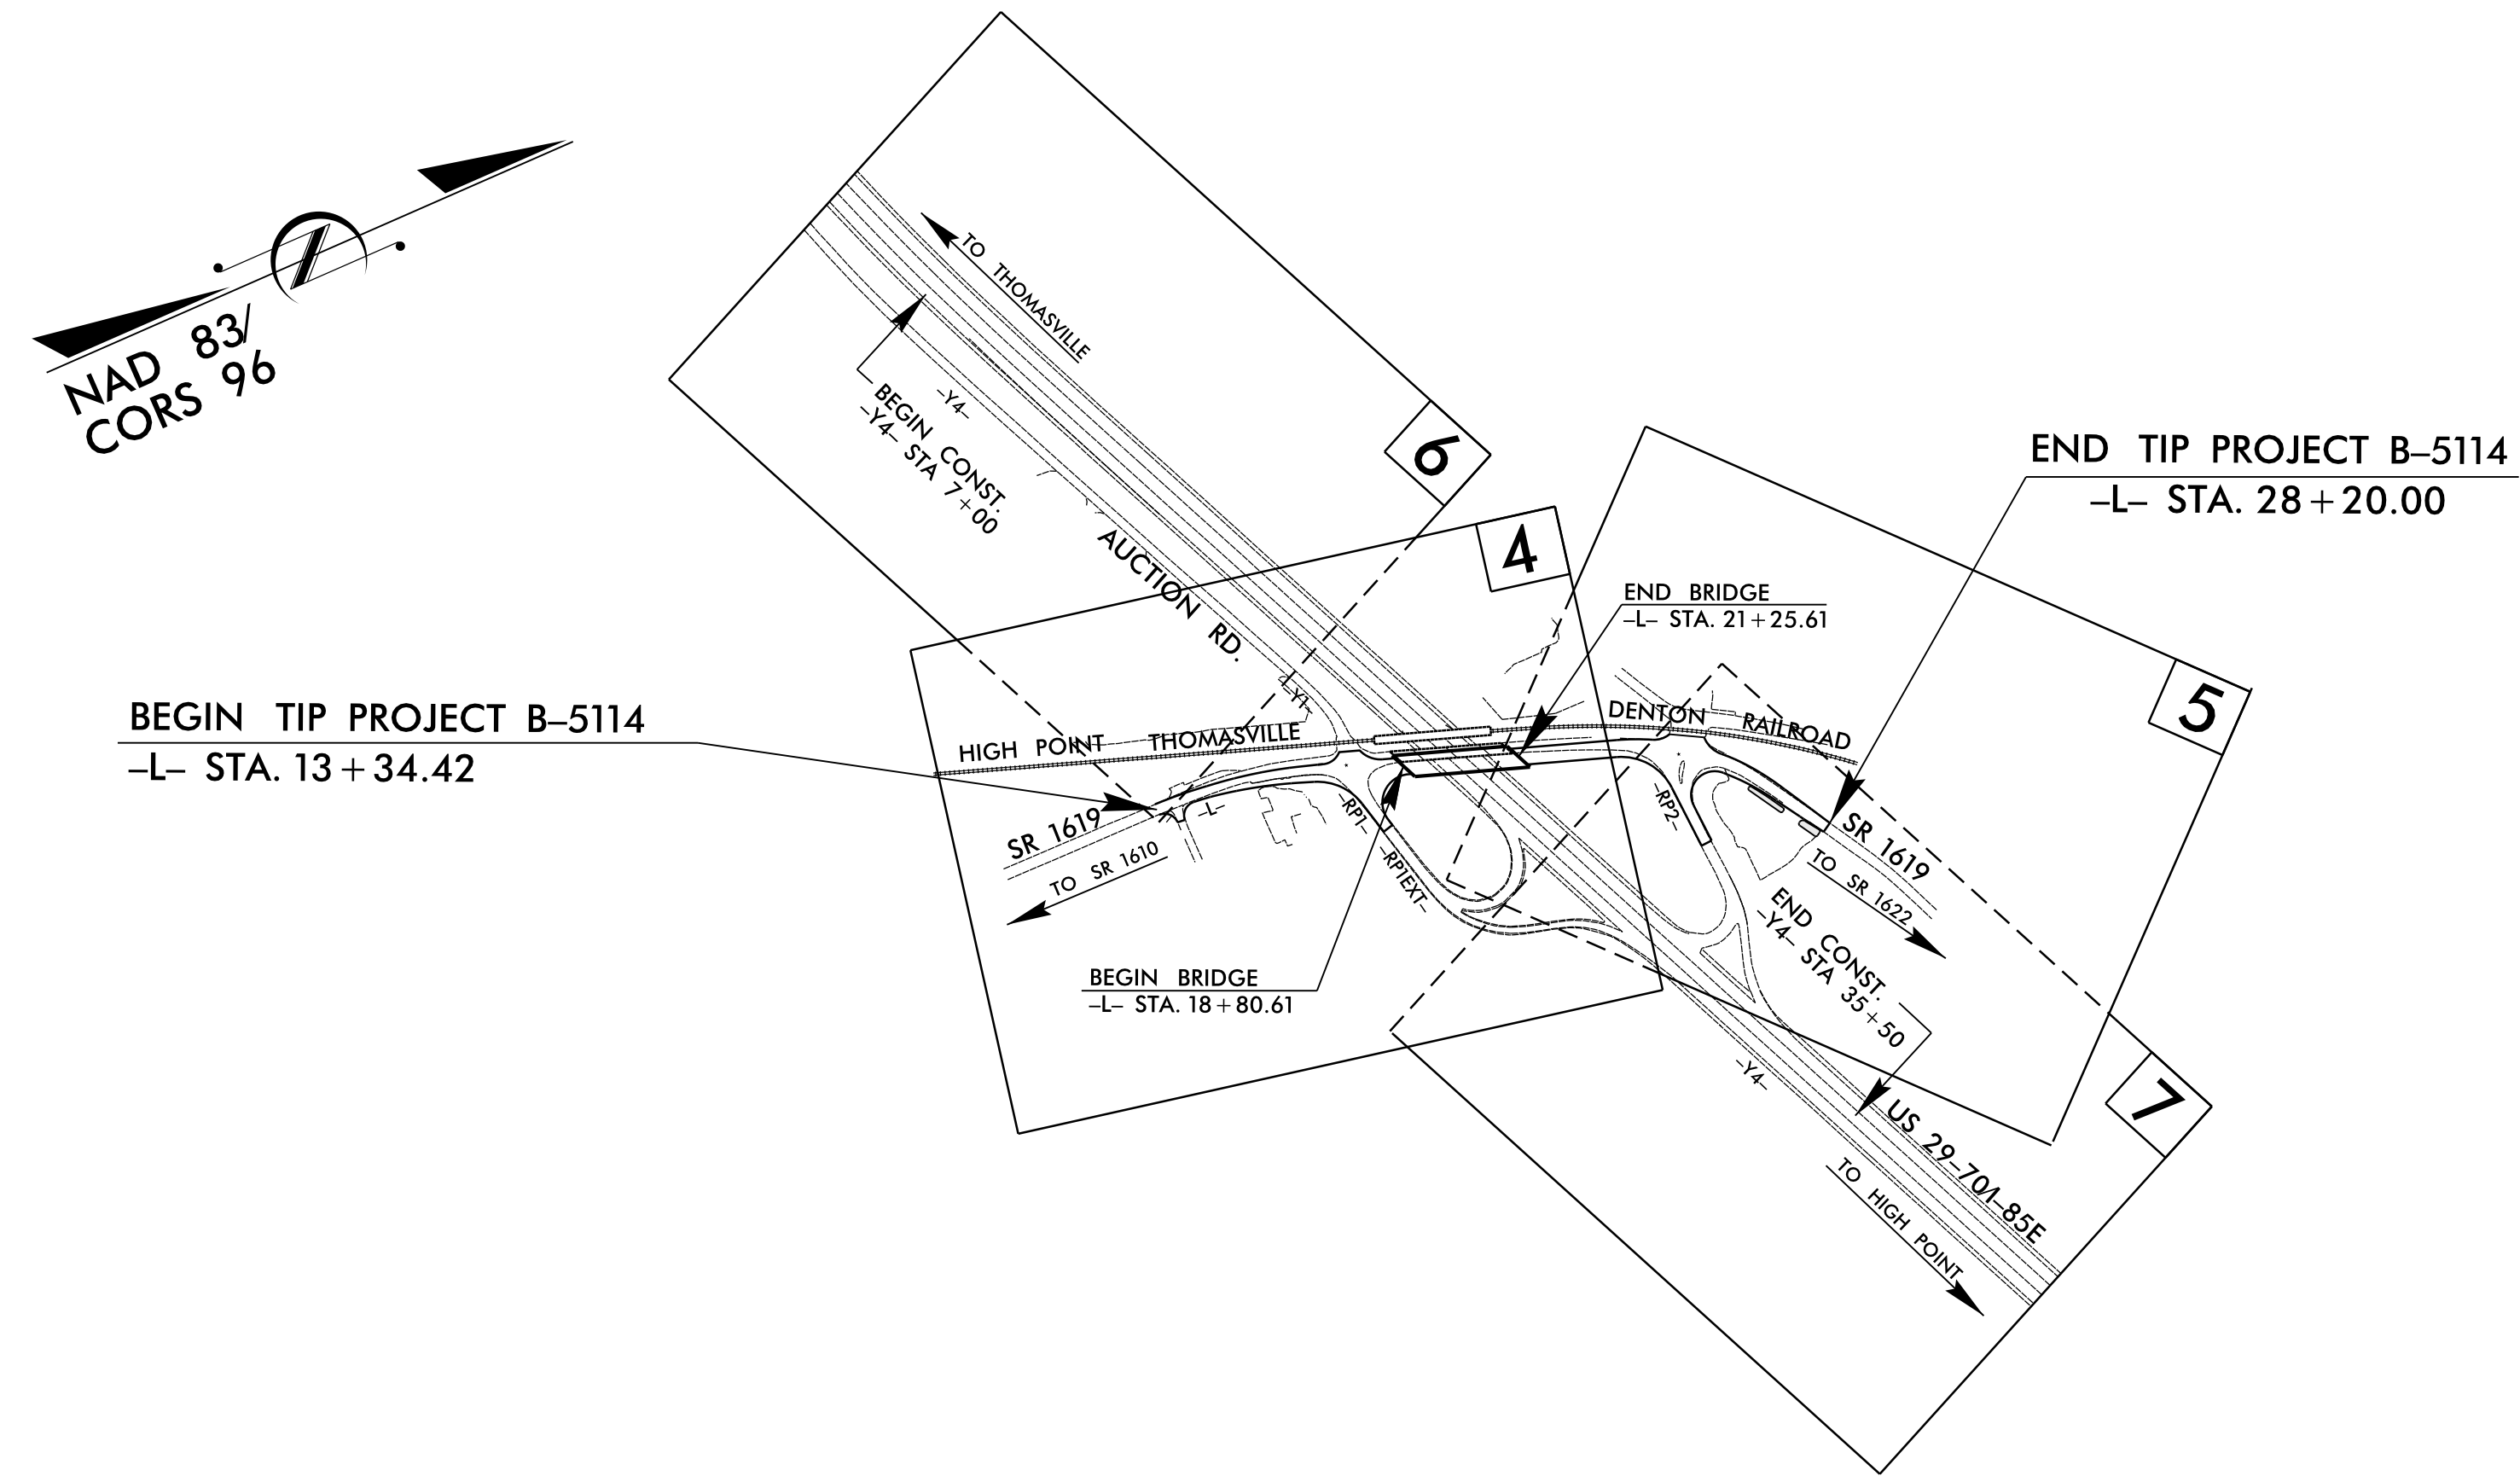 NAD 83/
CORS 96
TO THOMASVILLE
BEGIN CONST.
–Y4– STA 7+00
–Y4–
AUCTION RD.
6
4
5
7
END TIP PROJECT B–5114
–L– STA. 28+20.00
END BRIDGE
–L– STA. 21+25.61
BEGIN TIP PROJECT B–5114
–L– STA. 13+34.42
–Y1–
HIGH POINT THOMASVILLE DENTON RAILROAD
SR 1619
–L–
TO SR 1610
–RP1–
–RP1EXT–
–RP2–
SR 1619
TO SR 1622
BEGIN BRIDGE
–L– STA. 18+80.61
END CONST.
–Y4– STA 35+50
–Y4–
US 29–70/I–85E
TO HIGH POINT